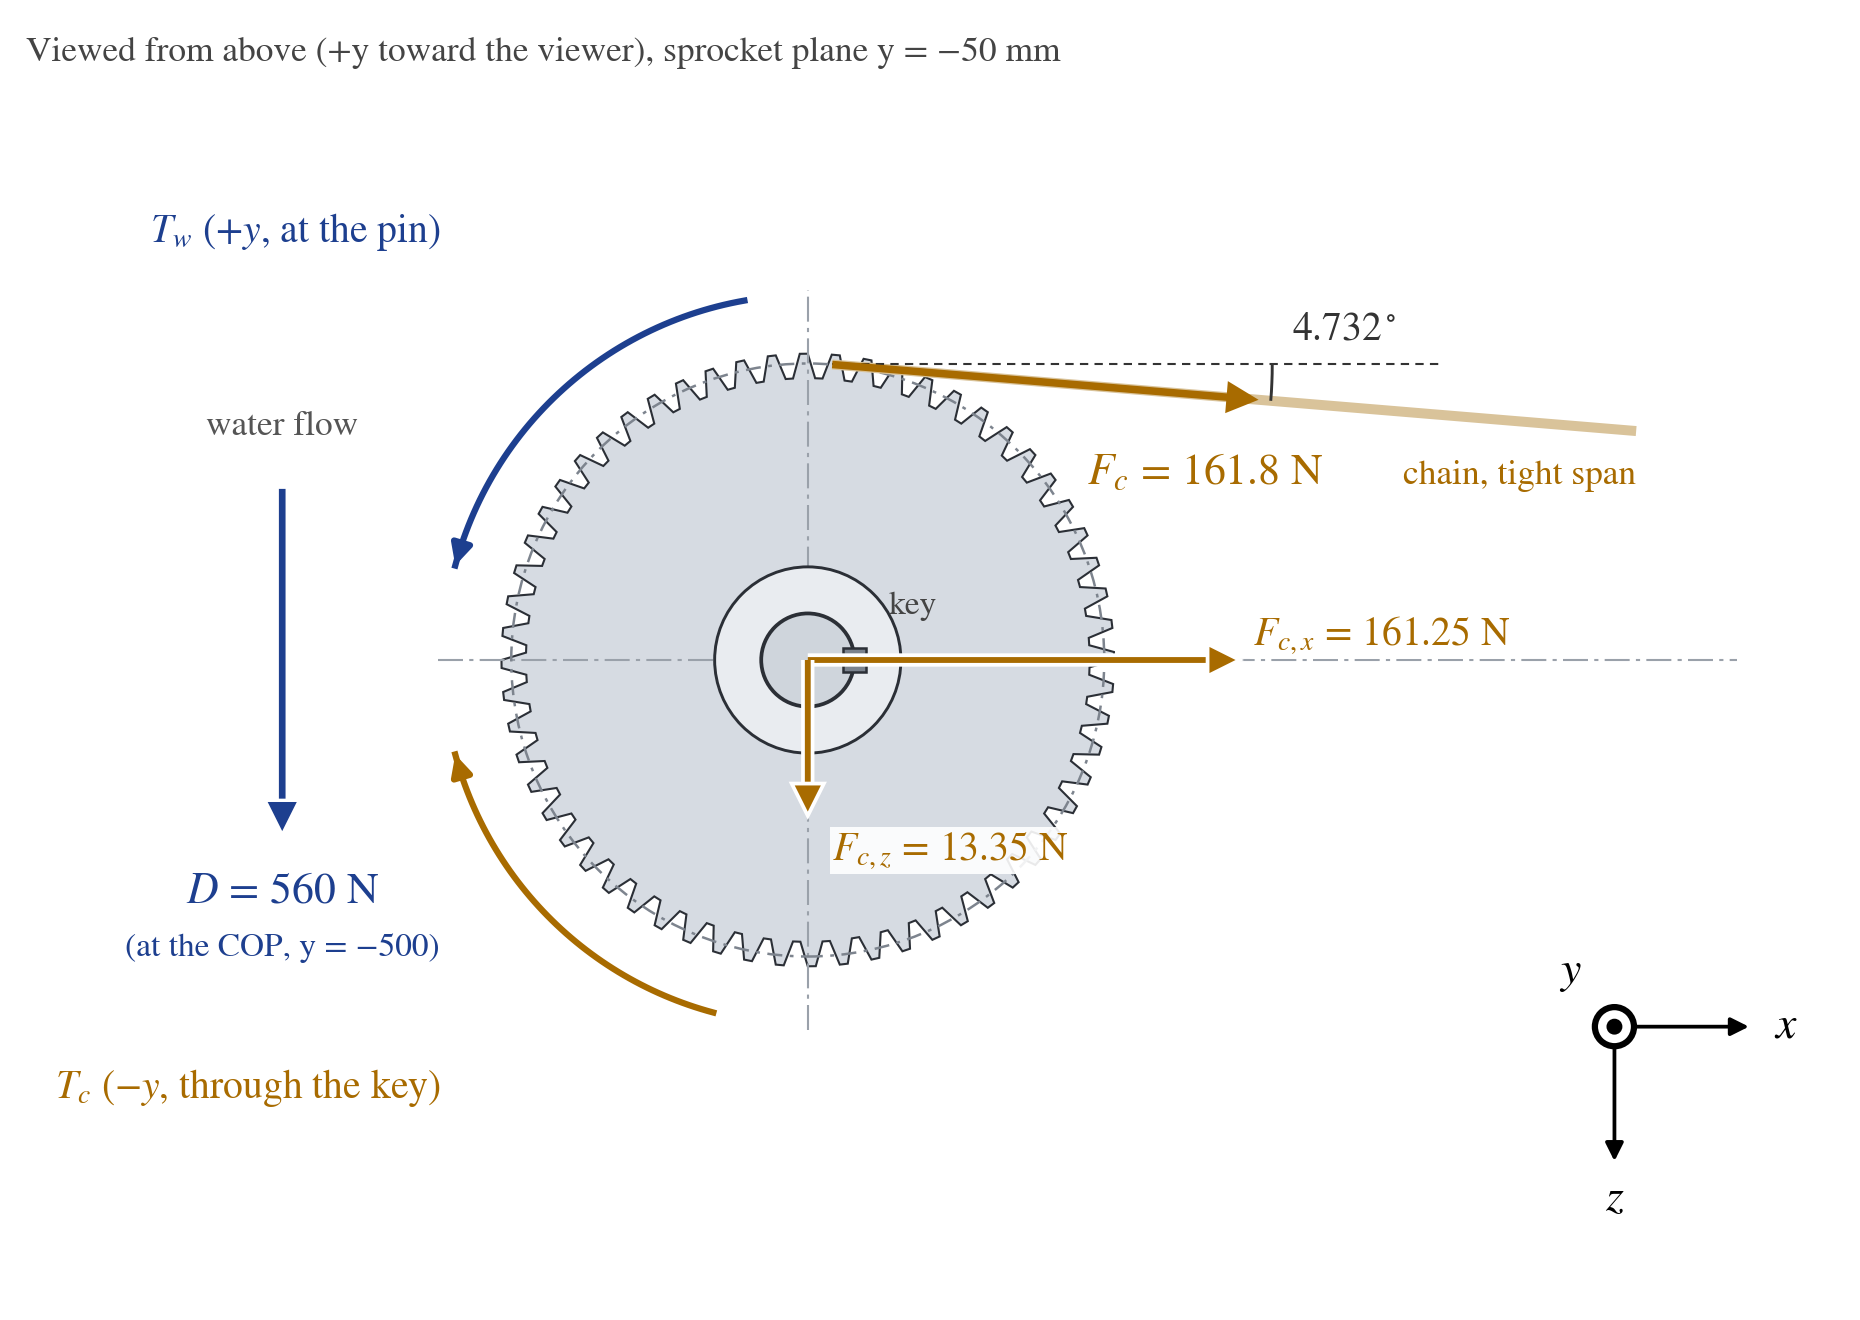 Viewed from above (+y toward the viewer), sprocket plane y = −50 mm
T_w (+y, at the pin)
4.732°
water flow
F_c = 161.8 N
chain, tight span
key
F_{c,x} = 161.25 N
F_{c,z} = 13.35 N
D = 560 N
(at the COP, y = −500)
T_c (−y, through the key)
y
x
z